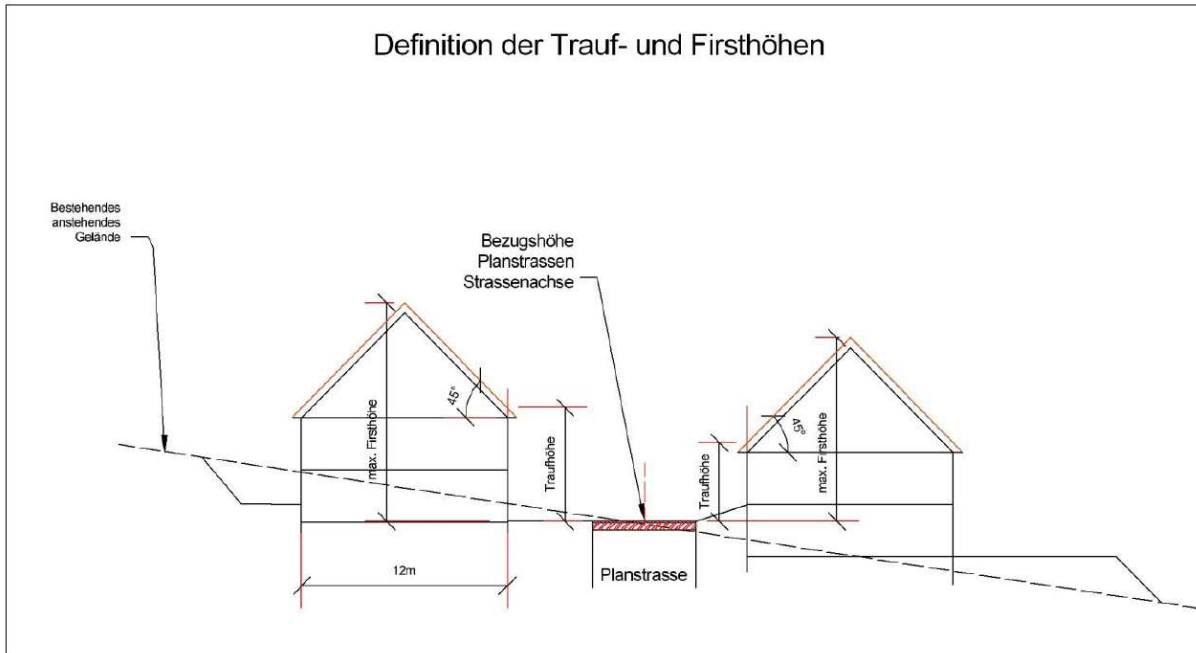 Definition der Trauf- und Firsthöhen
Bestehendes
anstehendes
Gelände
Bezugshöhe
Planstrassen
Strassenachse
45°
max. Firsthöhe
Traufhöhe
12m
Planstrasse
Traufhöhe
45°
max. Firsthöhe